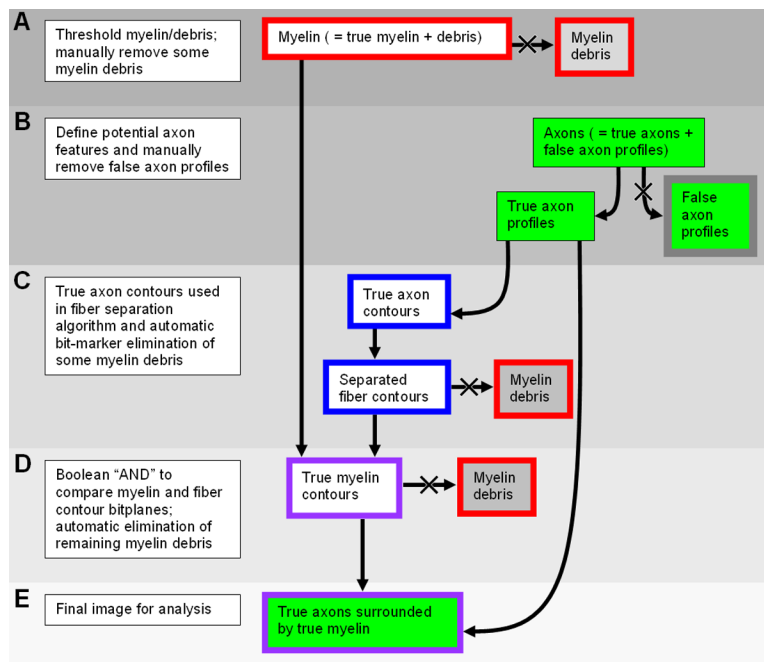 A
Threshold myelin/debris;
manually remove some
myelin debris
Myelin ( = true myelin + debris)
Myelin
debris
B
Define potential axon
features and manually
remove false axon profiles
Axons ( = true axons +
false axon profiles)
True axon
profiles
False
axon
profiles
C
True axon contours used
in fiber separation
algorithm and automatic
bit-marker elimination of
some myelin debris
True axon
contours
Separated
fiber contours
Myelin
debris
D
Boolean “AND” to
compare myelin and fiber
contour bitplanes;
automatic elimination of
remaining myelin debris
True myelin
contours
Myelin
debris
E
Final image for analysis
True axons surrounded
by true myelin